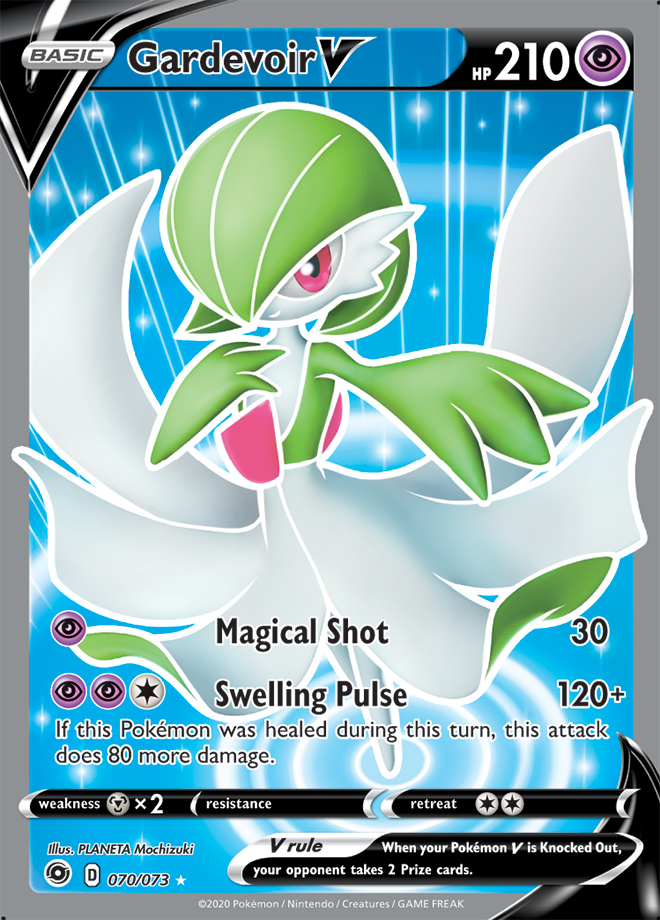 BASIC Gardevoir V HP 210
Magical Shot 30
Swelling Pulse 120+
If this Pokémon was healed during this turn, this attack
does 80 more damage.
weakness ×2 resistance retreat
Illus. PLANETA Mochizuki
V rule When your Pokémon V is Knocked Out,
your opponent takes 2 Prize cards.
D 070/073
©2020 Pokémon / Nintendo / Creatures / GAME FREAK